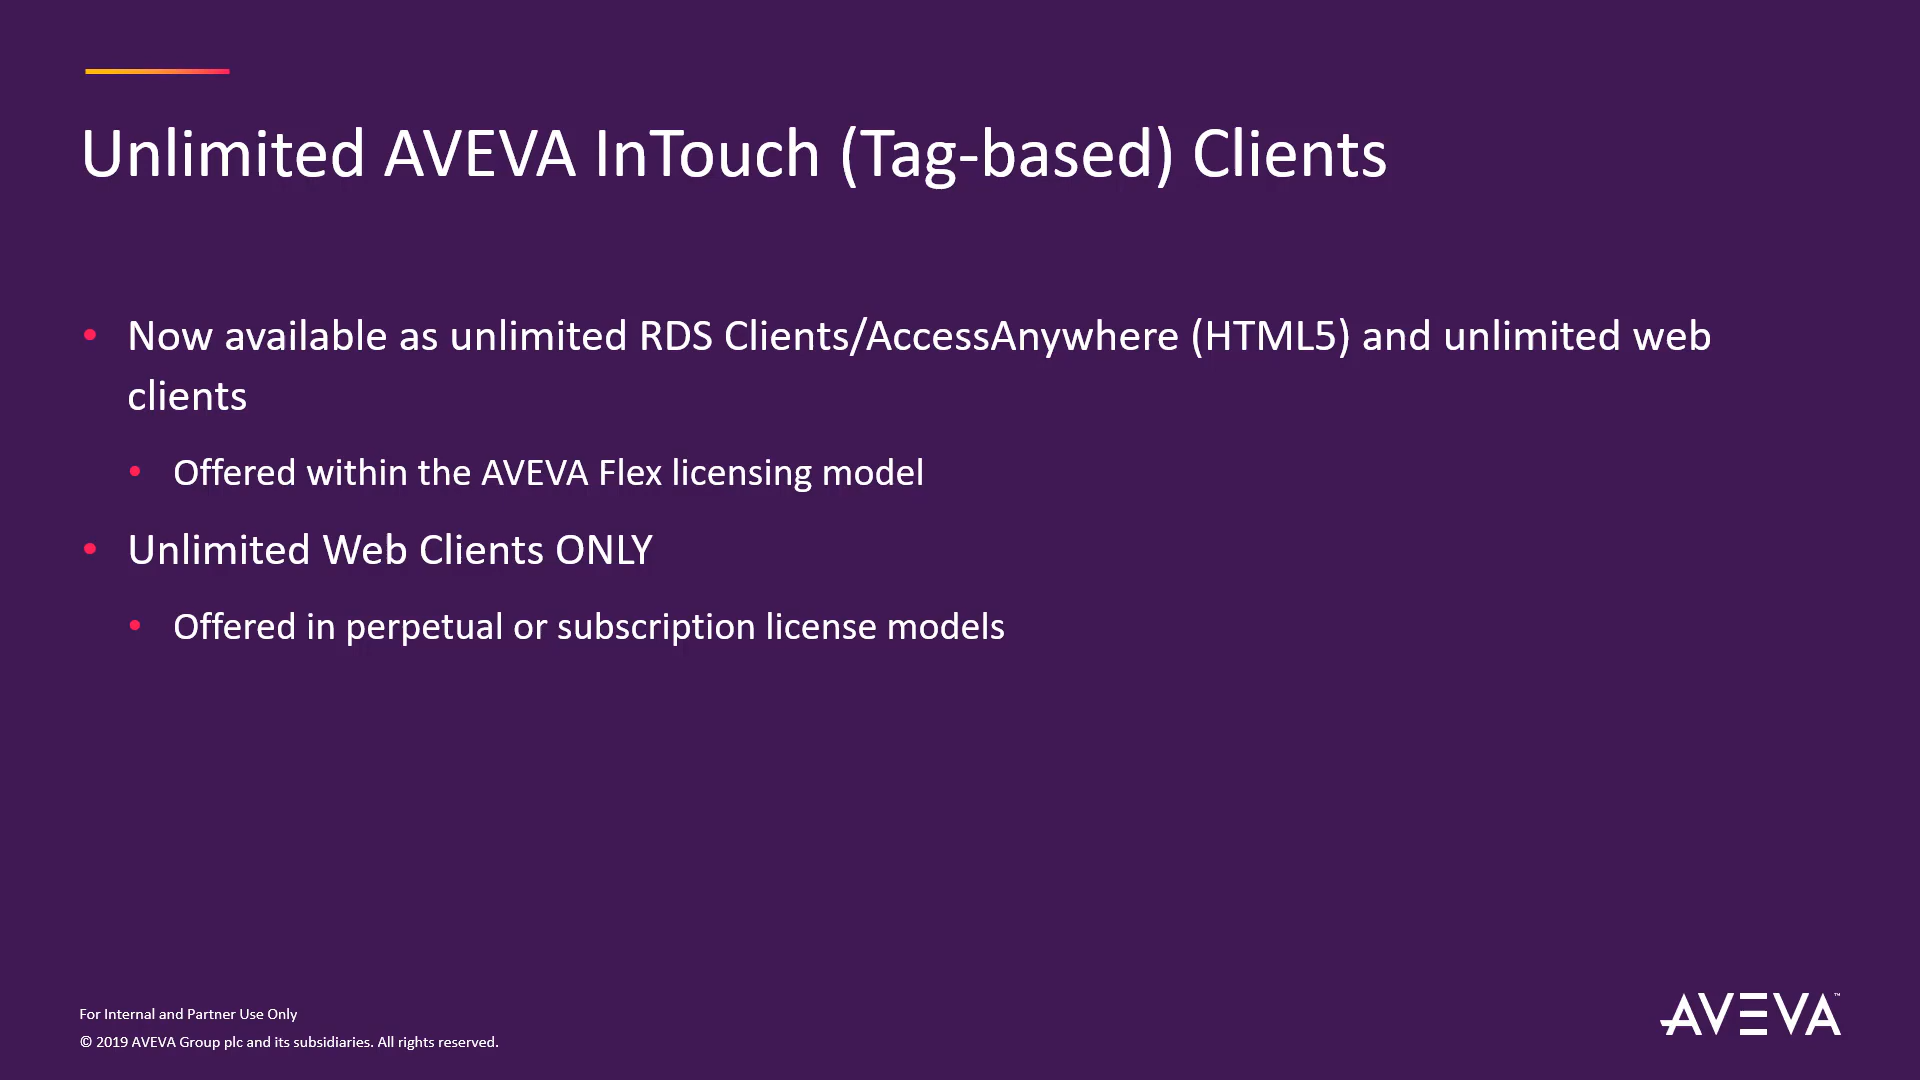 Unlimited AVEVA InTouch (Tag-based) Clients
• Now available as unlimited RDS Clients/AccessAnywhere (HTML5) and unlimited web
clients
• Offered within the AVEVA Flex licensing model
• Unlimited Web Clients ONLY
• Offered in perpetual or subscription license models
For Internal and Partner Use Only
© 2019 AVEVA Group plc and its subsidiaries. All rights reserved.
AVEVA™